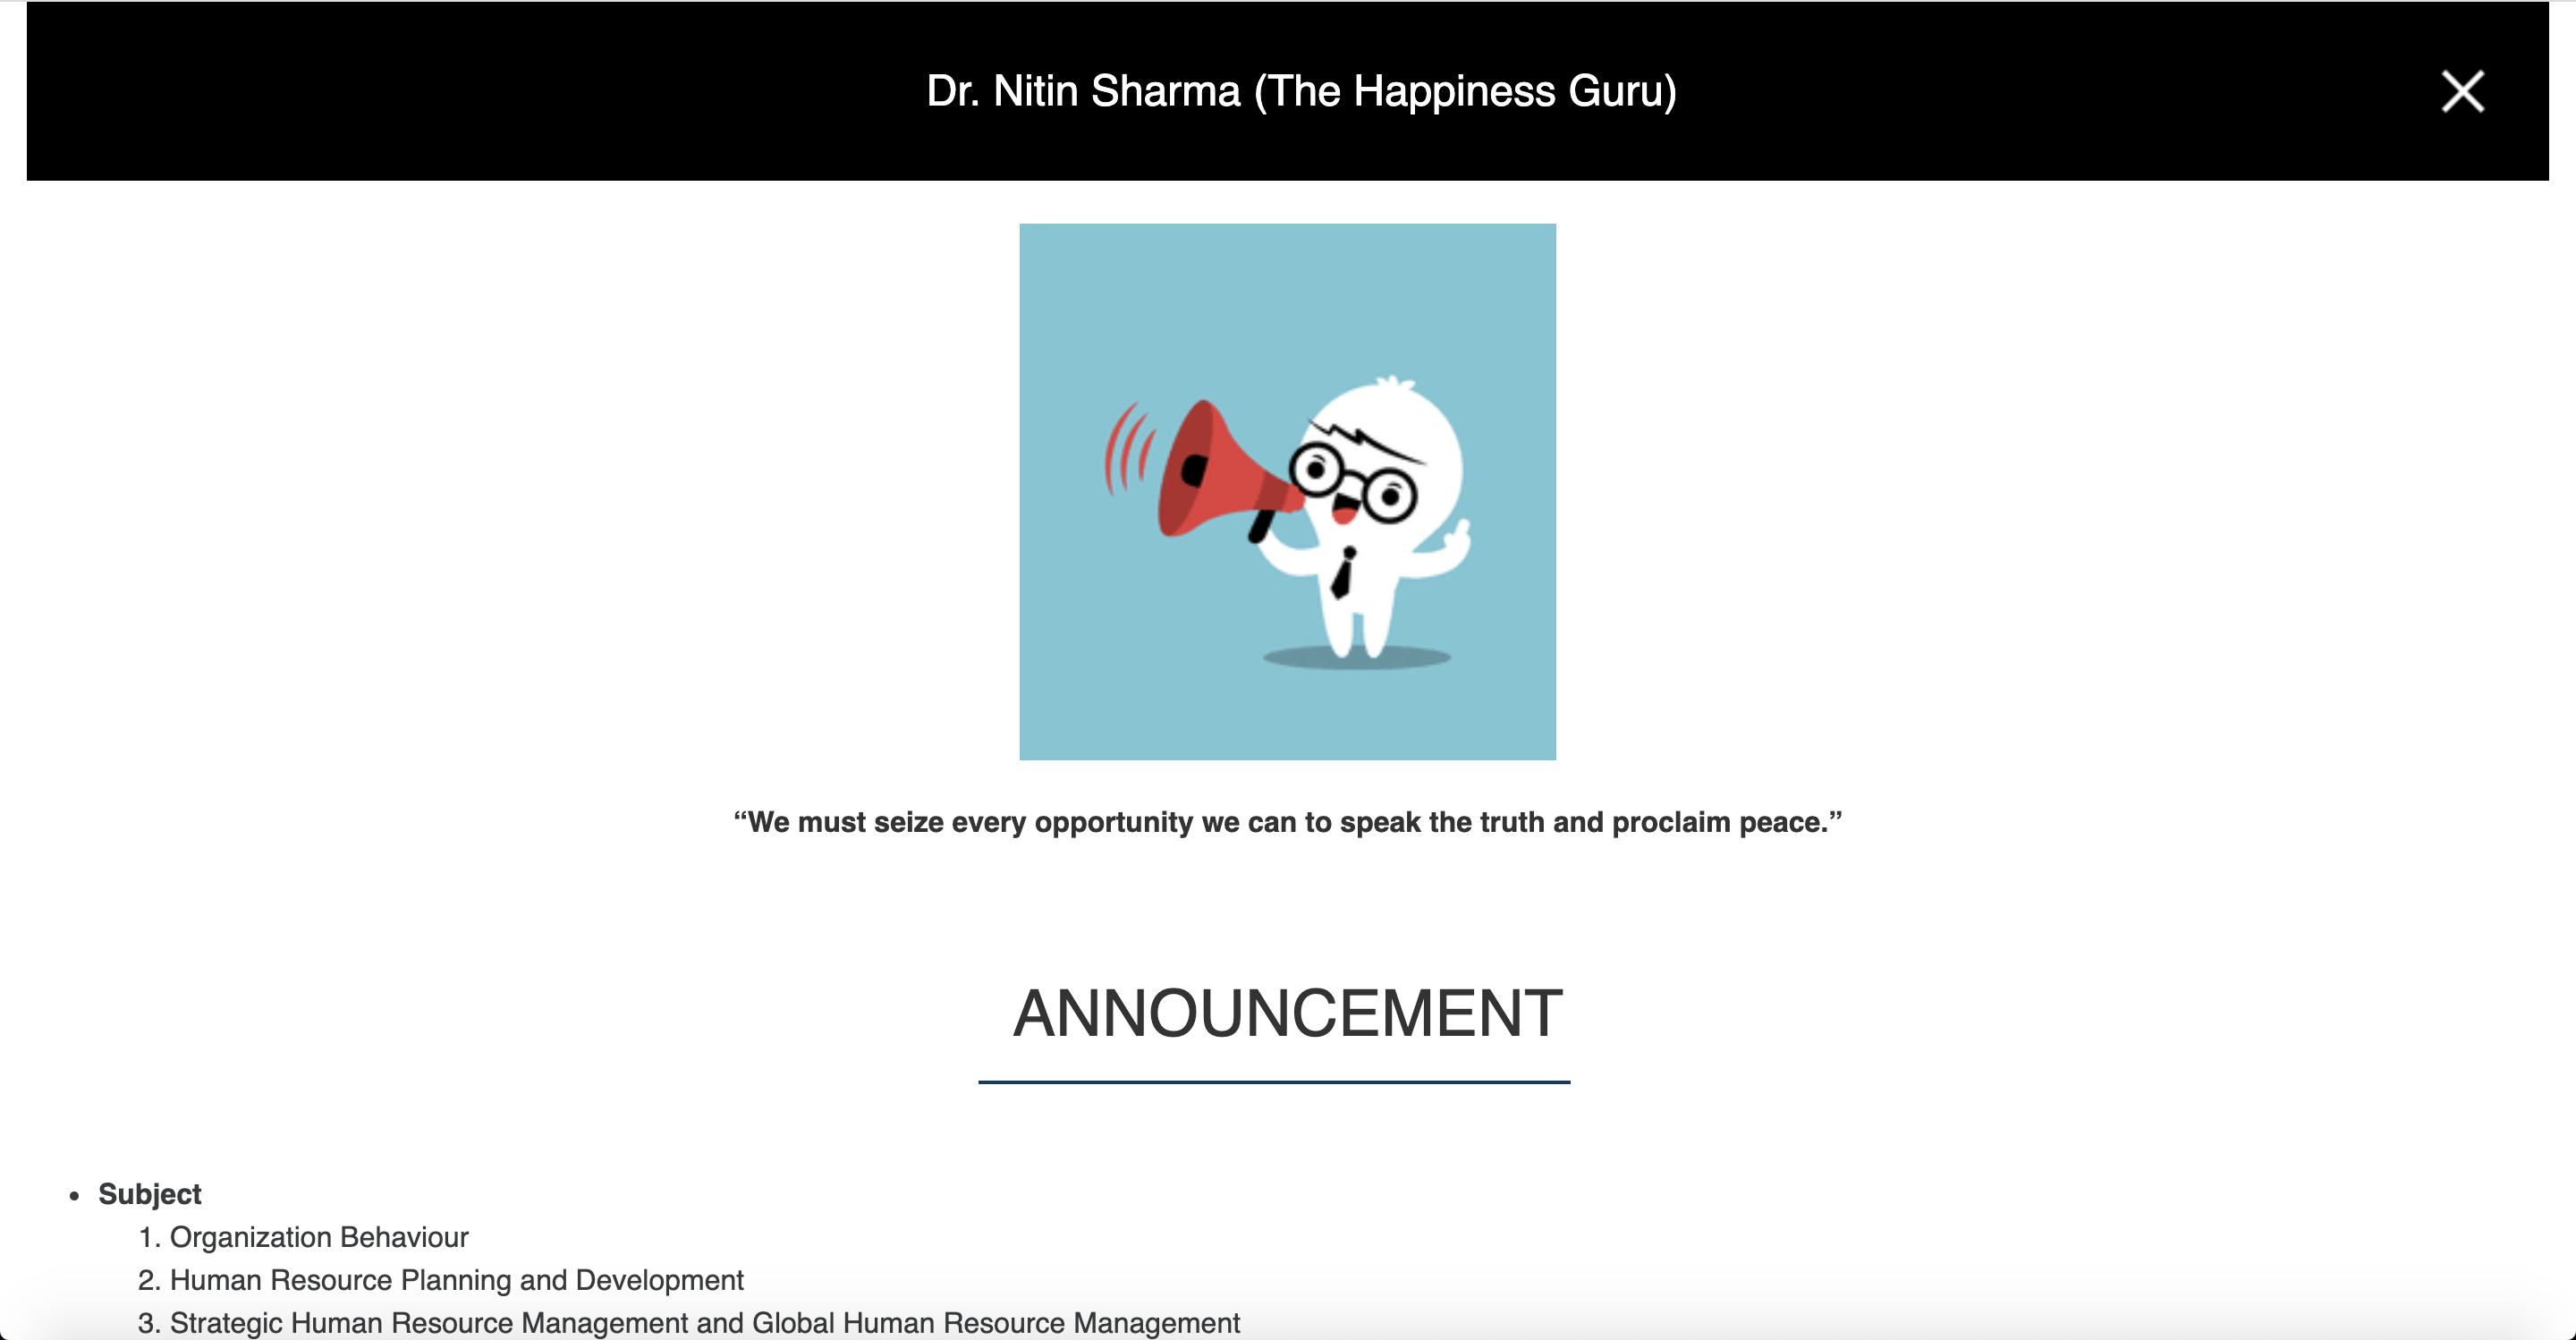 Dr. Nitin Sharma (The Happiness Guru)
“We must seize every opportunity we can to speak the truth and proclaim peace.”
ANNOUNCEMENT
• Subject
1. Organization Behaviour
2. Human Resource Planning and Development
3. Strategic Human Resource Management and Global Human Resource Management